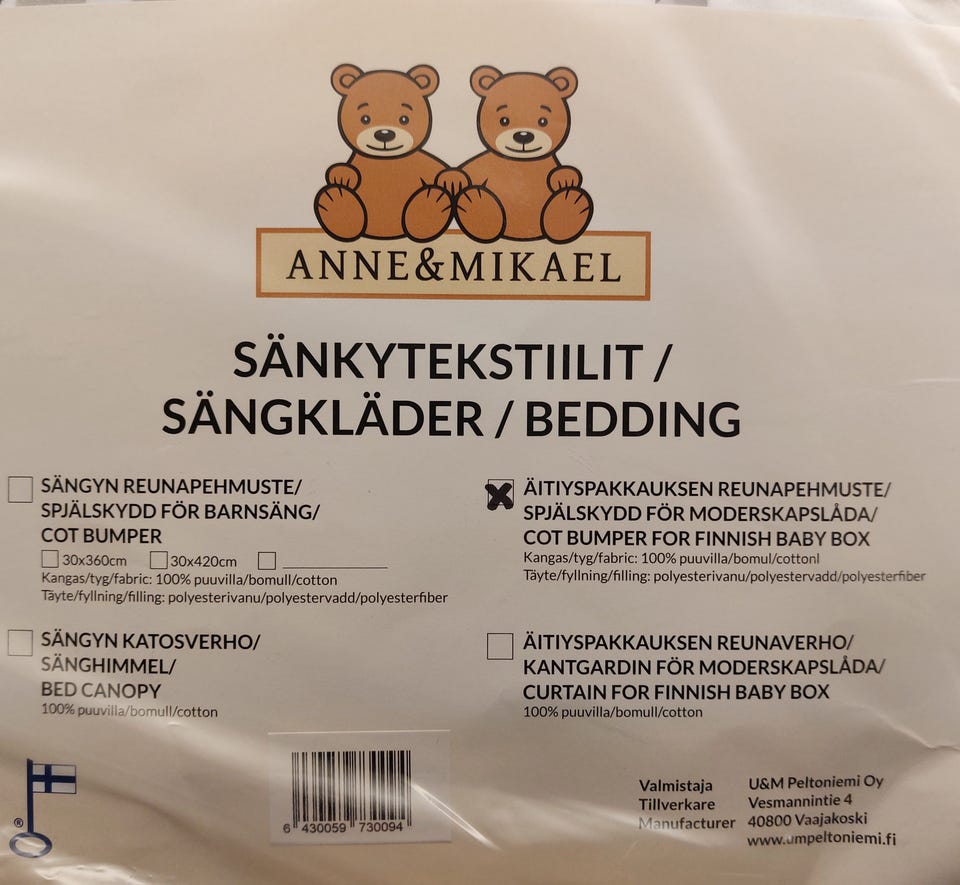 ANNE&MIKAEL
SÄNKYTEKSTIILIT /
SÄNGKLÄDER / BEDDING
SÄNGYN REUNAPEHMUSTE/
SPJÄLSKYDD FÖR BARNSÄNG/
COT BUMPER
30x360cm 30x420cm
Kangas/tyg/fabric: 100% puuvilla/bomull/cotton
Täyte/fyllning/filling: polyesterivanu/polyestervadd/polyesterfiber
ÄITIYSPAKKAUKSEN REUNAPEHMUSTE/
SPJÄLSKYDD FÖR MODERSKAPSLÅDA/
COT BUMPER FOR FINNISH BABY BOX
Kangas/tyg/fabric: 100% puuvilla/bomul/cottonl
Täyte/fyllning/filling: polyesterivanu/polyestervadd/polyesterfiber
SÄNGYN KATOSVERHO/
SÄNGHIMMEL/
BED CANOPY
100% puuvilla/bomull/cotton
ÄITIYSPAKKAUKSEN REUNAVERHO/
KANTGARDIN FÖR MODERSKAPSLÅDA/
CURTAIN FOR FINNISH BABY BOX
100% puuvilla/bomull/cotton
®
6 430059 730094
Valmistaja U&M Peltoniemi Oy
Tillverkare Vesmannintie 4
Manufacturer 40800 Vaajakoski
www.umpeltoniemi.fi